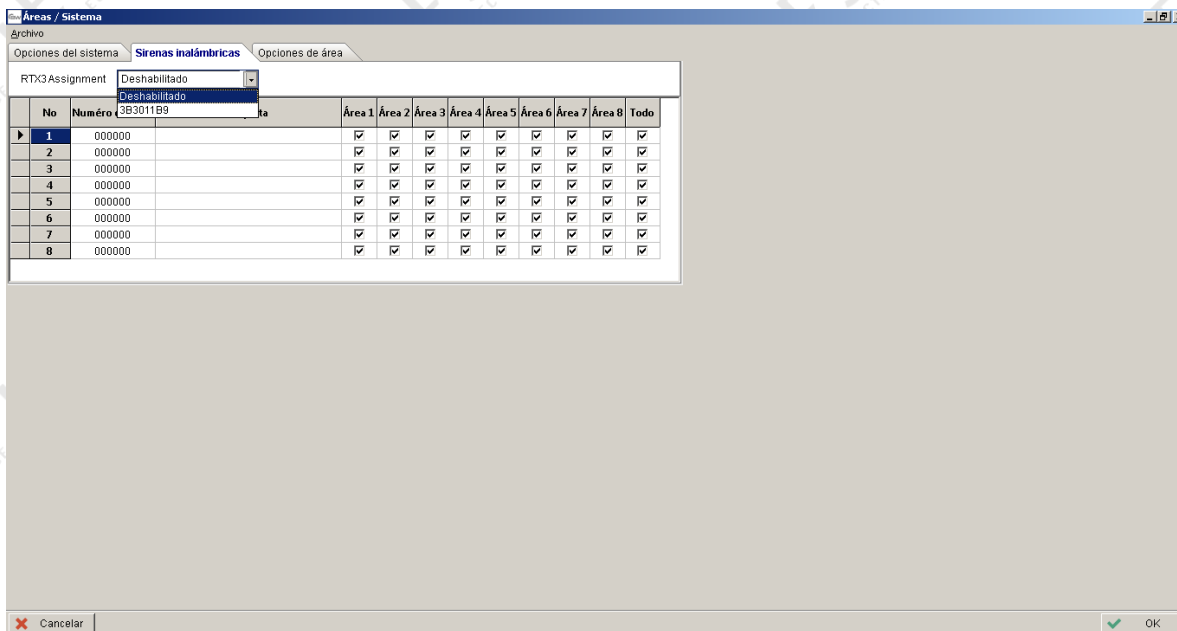 Áreas / Sistema
Archivo
Opciones del sistema Sirenas inalámbricas Opciones de área
RTX3 Assignment Deshabilitado
Deshabilitado
3B3011B9
No Numéro Área 1 Área 2 Área 3 Área 4 Área 5 Área 6 Área 7 Área 8 Todo
1 000000
2 000000
3 000000
4 000000
5 000000
6 000000
7 000000
8 000000
Cancelar OK